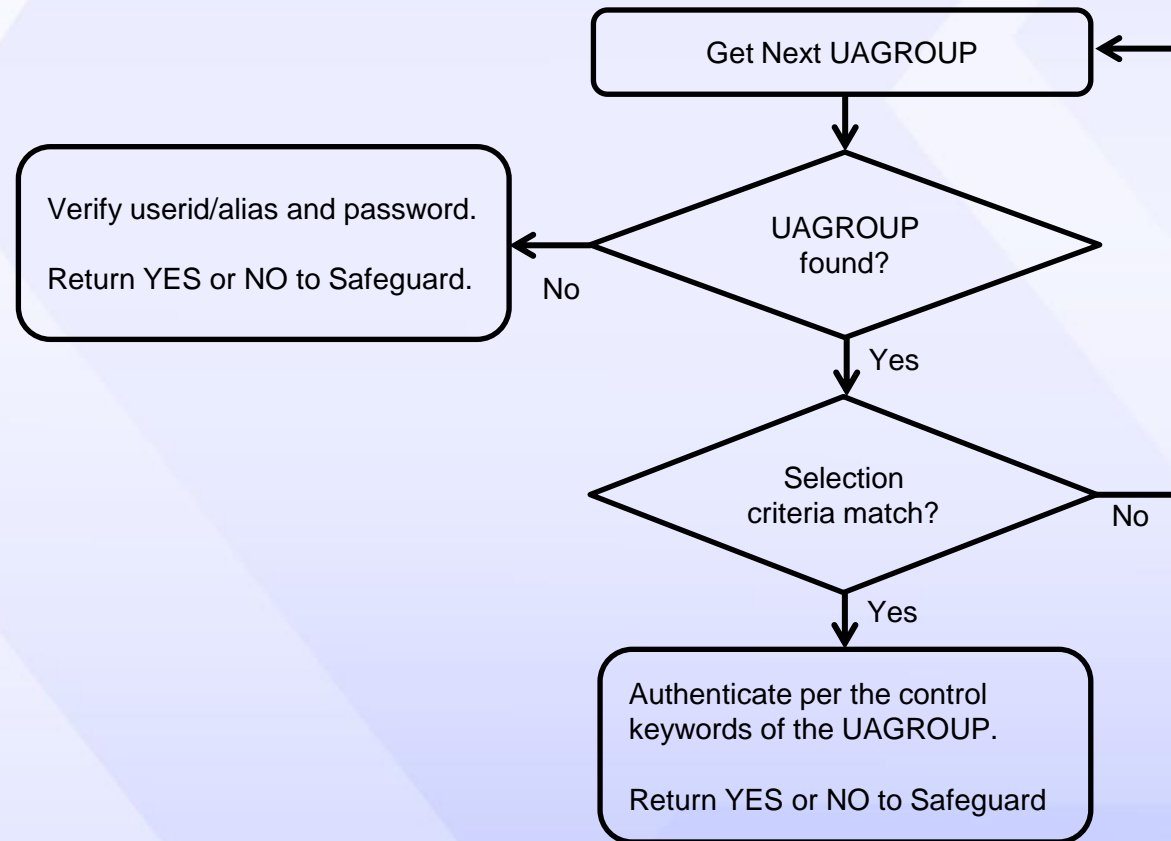 Get Next UAGROUP
Verify userid/alias and password.
Return YES or NO to Safeguard.
UAGROUP
found?
No
Yes
Selection
criteria match?
No
Yes
Authenticate per the control
keywords of the UAGROUP.
Return YES or NO to Safeguard